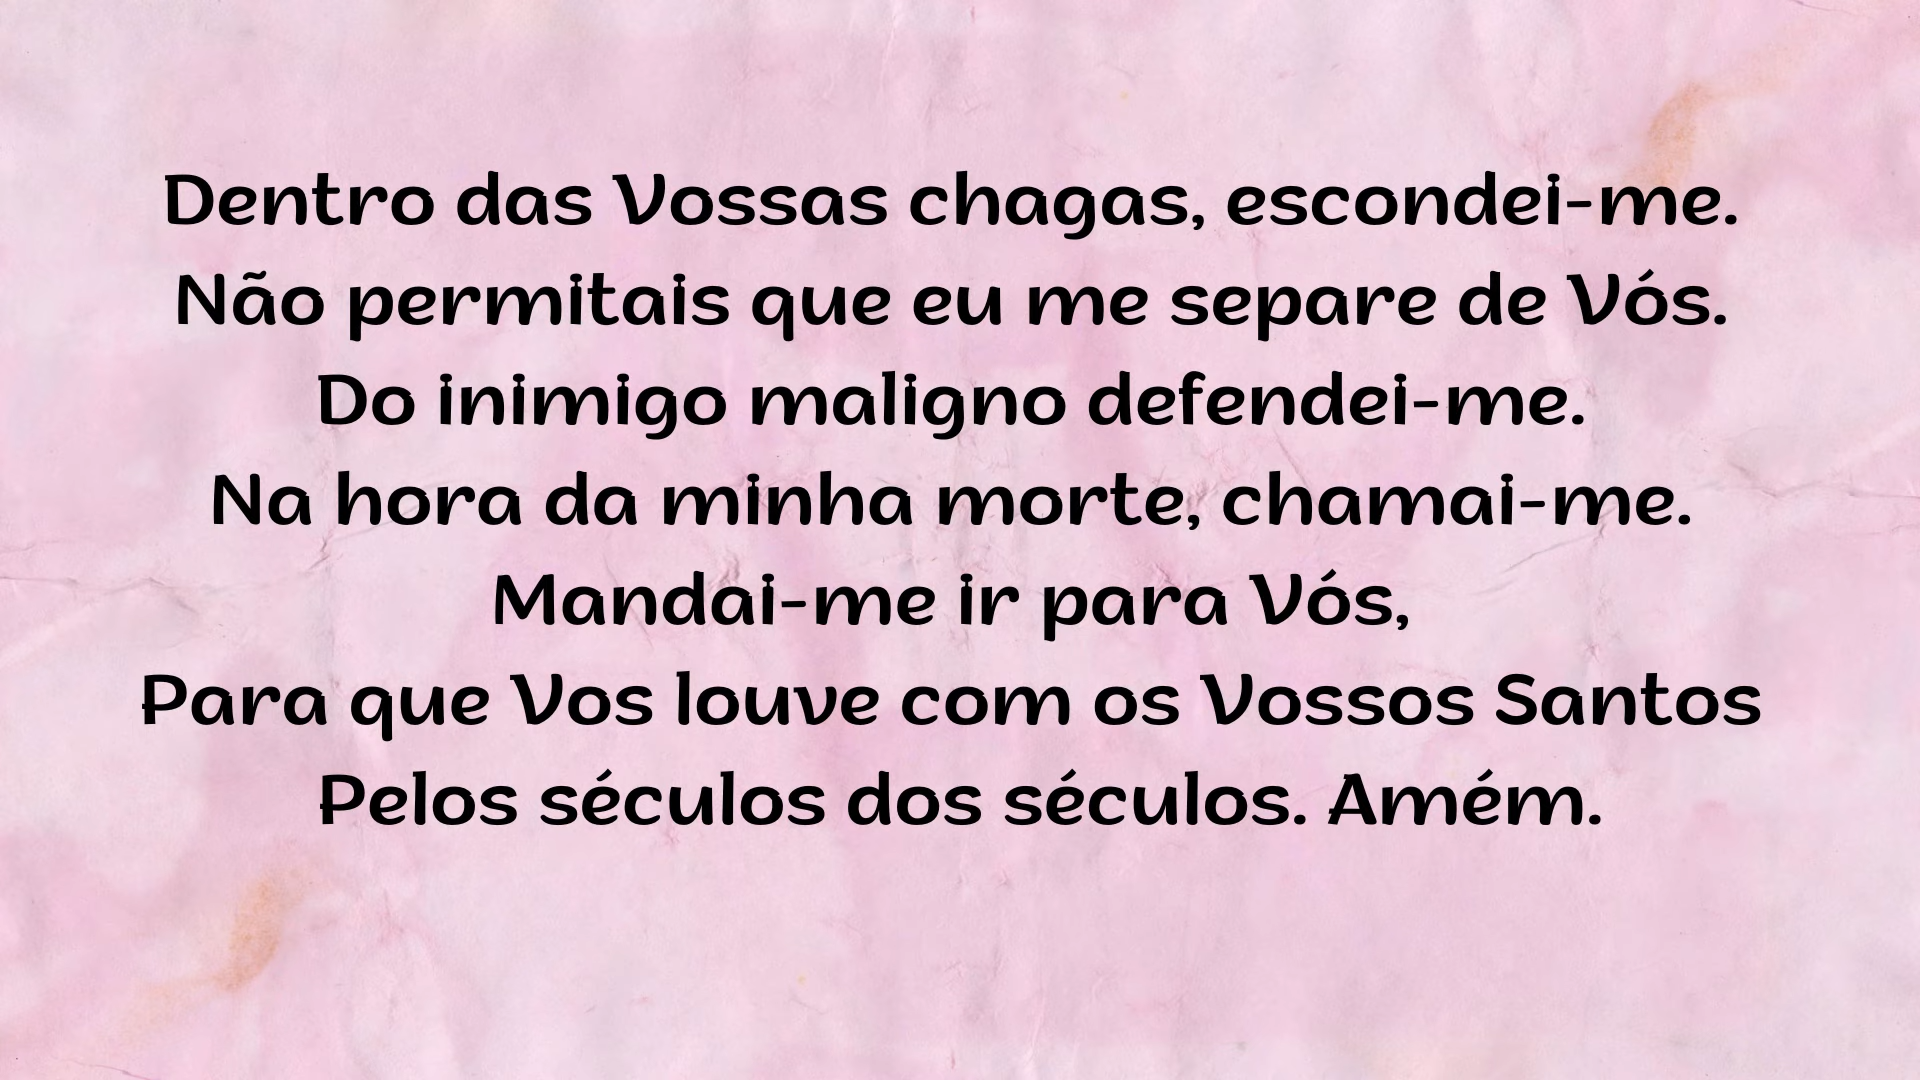 Dentro das Vossas chagas, escondei-me.
Não permitais que eu me separe de Vós.
Do inimigo maligno defendei-me.
Na hora da minha morte, chamai-me.
Mandai-me ir para Vós,
Para que Vos louve com os Vossos Santos
Pelos séculos dos séculos. Amém.